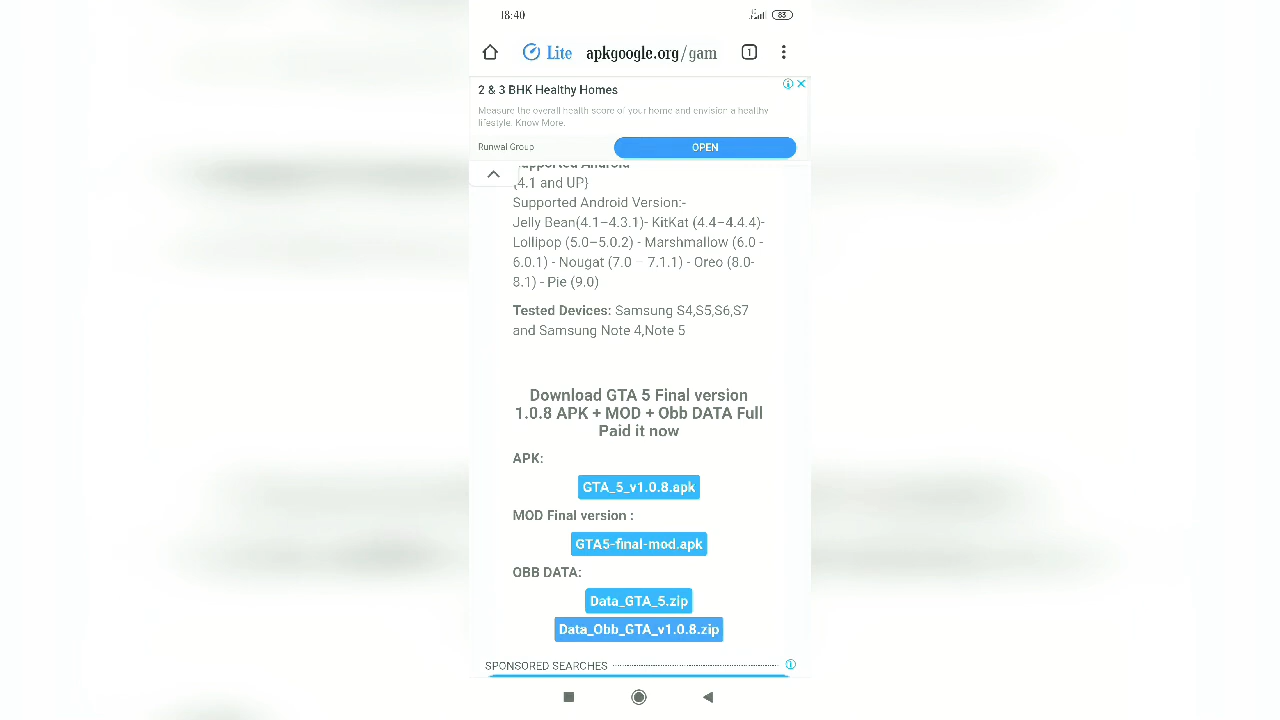 18:40
83
Lite apkgoogle.org/gam 1
2 & 3 BHK Healthy Homes
Measure the overall health score of your home and envision a healthy
lifestyle. Know More.
Runwal Group OPEN
Supported Android
{4.1 and UP}
Supported Android Version:-
Jelly Bean(4.1–4.3.1)- KitKat (4.4–4.4.4)-
Lollipop (5.0–5.0.2) - Marshmallow (6.0 -
6.0.1) - Nougat (7.0 – 7.1.1) - Oreo (8.0-
8.1) - Pie (9.0)
Tested Devices: Samsung S4,S5,S6,S7
and Samsung Note 4,Note 5
Download GTA 5 Final version
1.0.8 APK + MOD + Obb DATA Full
Paid it now
APK:
GTA_5_v1.0.8.apk
MOD Final version :
GTA5-final-mod.apk
OBB DATA:
Data_GTA_5.zip
Data_Obb_GTA_v1.0.8.zip
SPONSORED SEARCHES